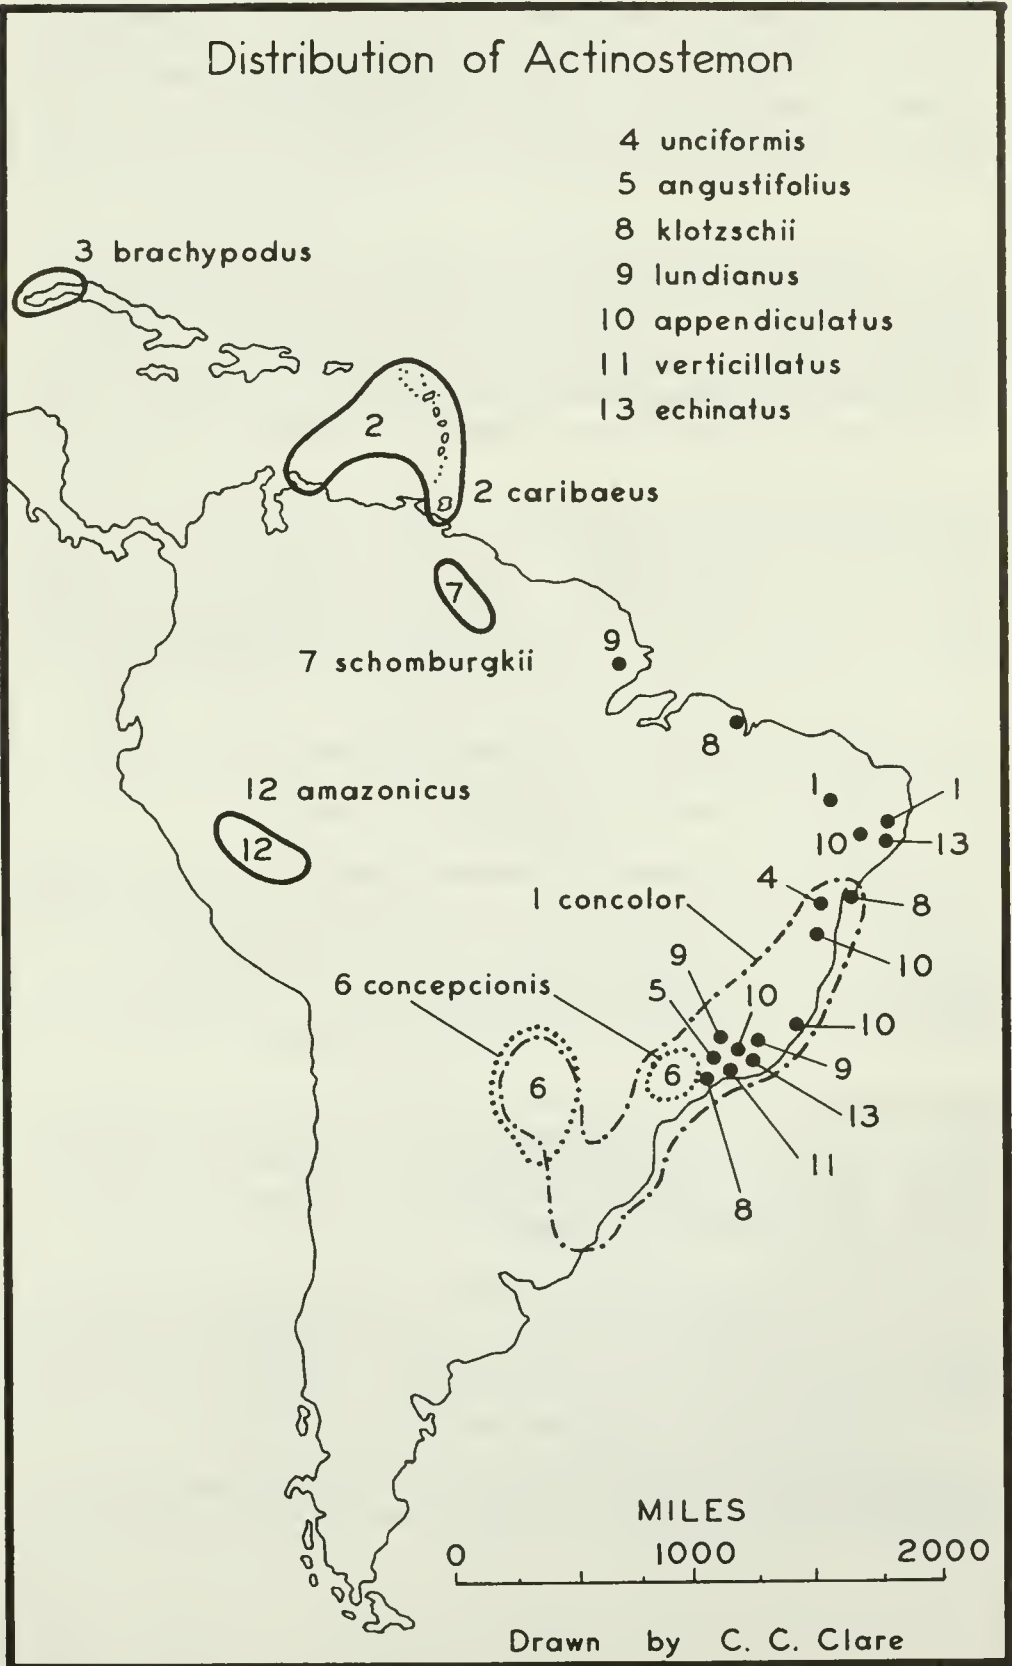 Distribution of Actinostemon
4 unciformis
5 angustifolius
8 klotzschii
9 lundianus
10 appendiculatus
11 verticillatus
13 echinatus
3 brachypodus
2
2 caribaeus
7
9
7 schomburgkii
8
12 amazonicus
1
1
10
13
12
4
1 concolor
8
9
10
6 concepcionis
5
10
10
6
6
9
13
11
8
MILES
0 1000 2000
Drawn by C. C. Clare